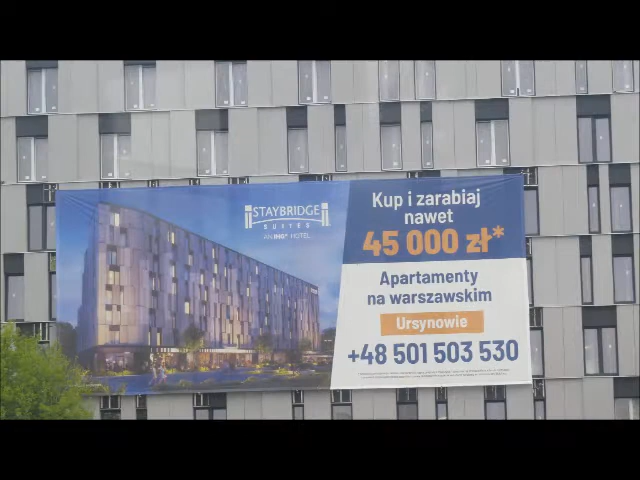 STAYBRIDGE
SUITES
AN IHG® HOTEL
Kup i zarabiaj
nawet
45 000 zł*
Apartamenty
na warszawskim
Ursynowie
+48 501 503 530